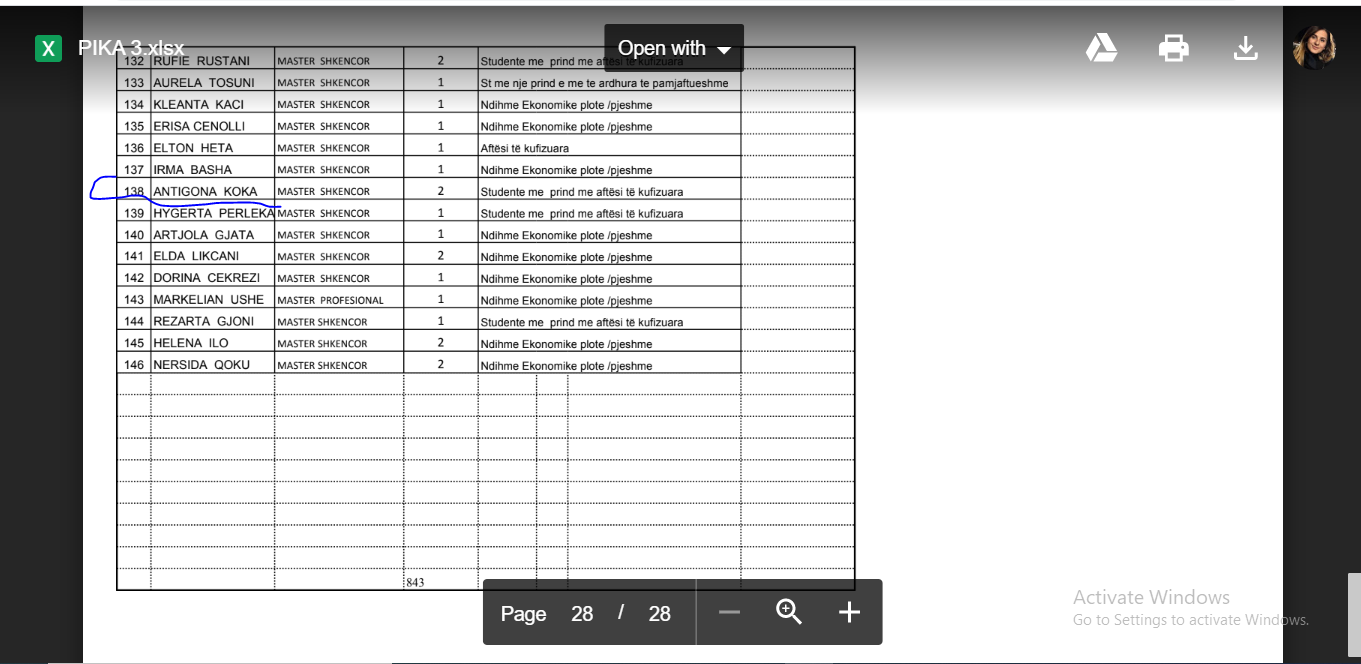 PIKA 3.xlsx
Open with
132 RUFIE RUSTANI MASTER SHKENCOR 2 Studente me prind me aftësi të kufizuara
133 AURELA TOSUNI MASTER SHKENCOR 1 St me nje prind e me te ardhura te pamjaftueshme
134 KLEANTA KACI MASTER SHKENCOR 1 Ndihme Ekonomike plote /pjeshme
135 ERISA CENOLLI MASTER SHKENCOR 1 Ndihme Ekonomike plote /pjeshme
136 ELTON HETA MASTER SHKENCOR 1 Aftësi të kufizuara
137 IRMA BASHA MASTER SHKENCOR 1 Ndihme Ekonomike plote /pjeshme
138 ANTIGONA KOKA MASTER SHKENCOR 2 Studente me prind me aftësi të kufizuara
139 HYGERTA PERLEKA MASTER SHKENCOR 1 Studente me prind me aftësi të kufizuara
140 ARTJOLA GJATA MASTER SHKENCOR 1 Ndihme Ekonomike plote /pjeshme
141 ELDA LIKCANI MASTER SHKENCOR 2 Ndihme Ekonomike plote /pjeshme
142 DORINA CEKREZI MASTER SHKENCOR 1 Ndihme Ekonomike plote /pjeshme
143 MARKELIAN USHE MASTER PROFESIONAL 1 Ndihme Ekonomike plote /pjeshme
144 REZARTA GJONI MASTER SHKENCOR 1 Studente me prind me aftësi të kufizuara
145 HELENA ILO MASTER SHKENCOR 2 Ndihme Ekonomike plote /pjeshme
146 NERSIDA QOKU MASTER SHKENCOR 2 Ndihme Ekonomike plote /pjeshme
843
Page 28 / 28
Activate Windows
Go to Settings to activate Windows.